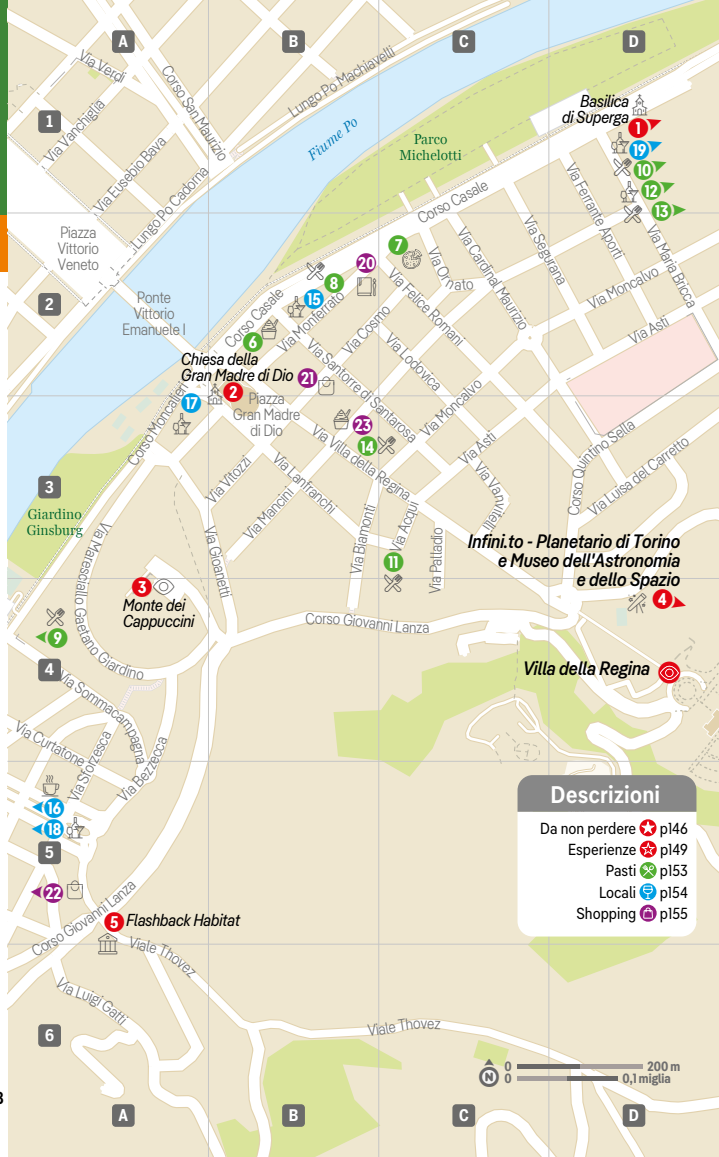 A
B
C
D
1
2
3
4
5
6
A
B
C
D
Via Verdi
Corso San Maurizio
Lungo Po Machiavelli
Via Vanchiglia
Via Eusebio Bava
Lungo Po Cadorna
Fiume Po
Parco
Michelotti
Corso Casale
Basilica
di Superga
1
19
10
12
13
Piazza
Vittorio
Veneto
Ponte
Vittorio
Emanuele I
7
20
8
15
6
Corso Casale
Via Monferrato
Via Cosmo
Via Felice Romani
Via Ornato
Via Cardinal Maurizio
Via Segurana
Via Ferrante Aporti
Via Maria Bricca
Via Moncalvo
Via Asti
Via Lodovica
Via Santorre di Santarosa
Chiesa della
Gran Madre di Dio
2
21
17
Piazza
Gran Madre
di Dio
23
14
Corso Moncalieri
Via Villa della Regina
Via Moncalvo
Via Asti
Via Vanvitelli
Corso Quintino Sella
Via Luisa del Carretto
Giardino
Ginsburg
Via Vitozzi
Via Lanfranchi
Via Mancini
Via Gioanetti
Via Biamonti
Via Acqui
Via Palladio
11
Via Maresciallo Gaetano Giardino
3
Monte dei
Cappuccini
Infini.to - Planetario di Torino
e Museo dell'Astronomia
e dello Spazio
4
Corso Giovanni Lanza
9
Villa della Regina
Via Sommacampagna
Via Curtatone
Via Sforzesca
Via Bezzecca
16
18
22
Corso Giovanni Lanza
5
Flashback Habitat
Viale Thovez
Via Luigi Gatti
Viale Thovez
Descrizioni
Da non perdere p146
Esperienze p149
Pasti p153
Locali p154
Shopping p155
N
0 200 m
0 0,1 miglia